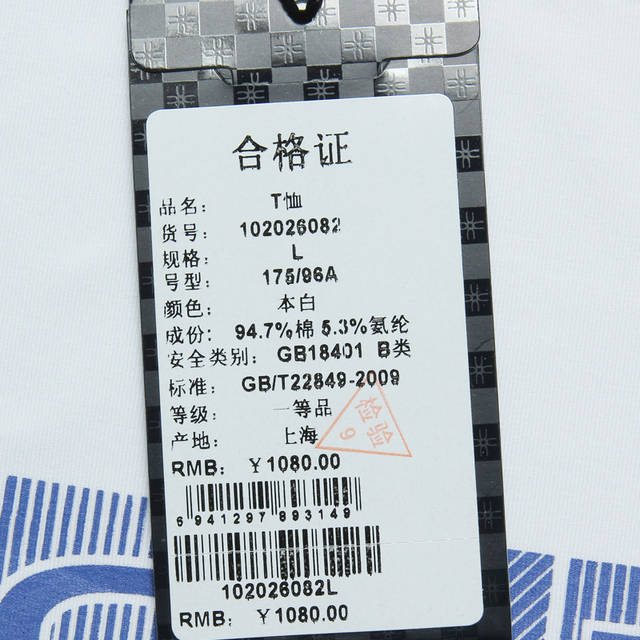 合格证
品名: T恤
货号: 102026082
规格: L
号型: 175/96A
颜色: 本白
成份: 94.7%棉 5.3%氨纶
安全类别: GB18401 B类
标准: GB/T22849-2009
等级: 一等品
产地: 上海
检验
9
RMB: ￥1080.00
6 941297 893149
102026082L
RMB: ￥1080.00